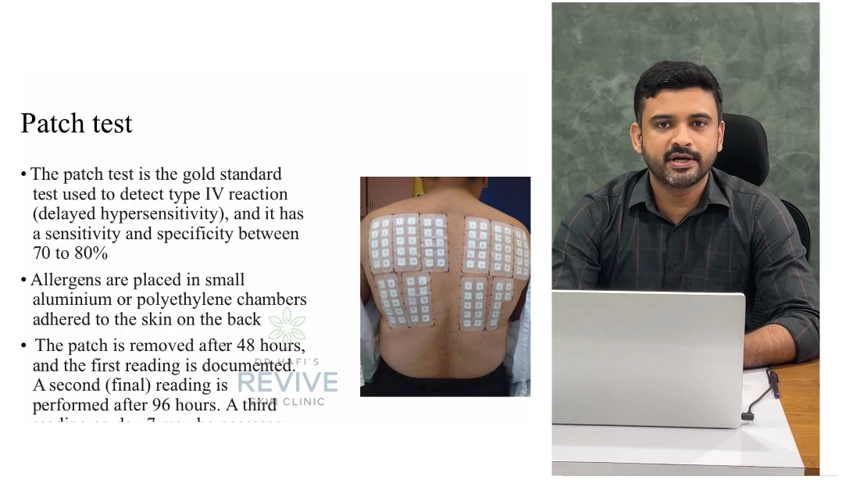 Patch test
• The patch test is the gold standard
test used to detect type IV reaction
(delayed hypersensitivity), and it has
a sensitivity and specificity between
70 to 80%
• Allergens are placed in small
aluminium or polyethylene chambers
adhered to the skin on the back
• The patch is removed after 48 hours,
and the first reading is documented.
A second (final) reading is
performed after 96 hours. A third
REVIVE
SKIN CLINIC